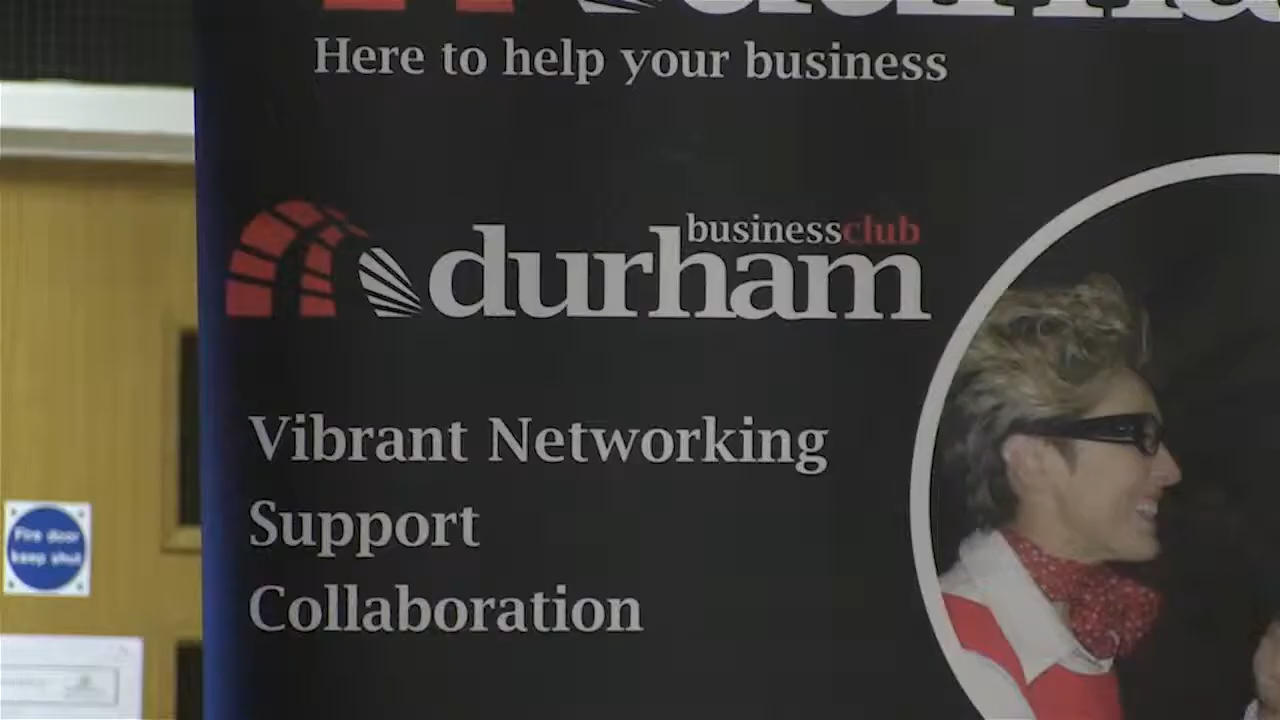 Here to help your business
businessclub
durham
Vibrant Networking
Support
Collaboration
Fire door
keep shut